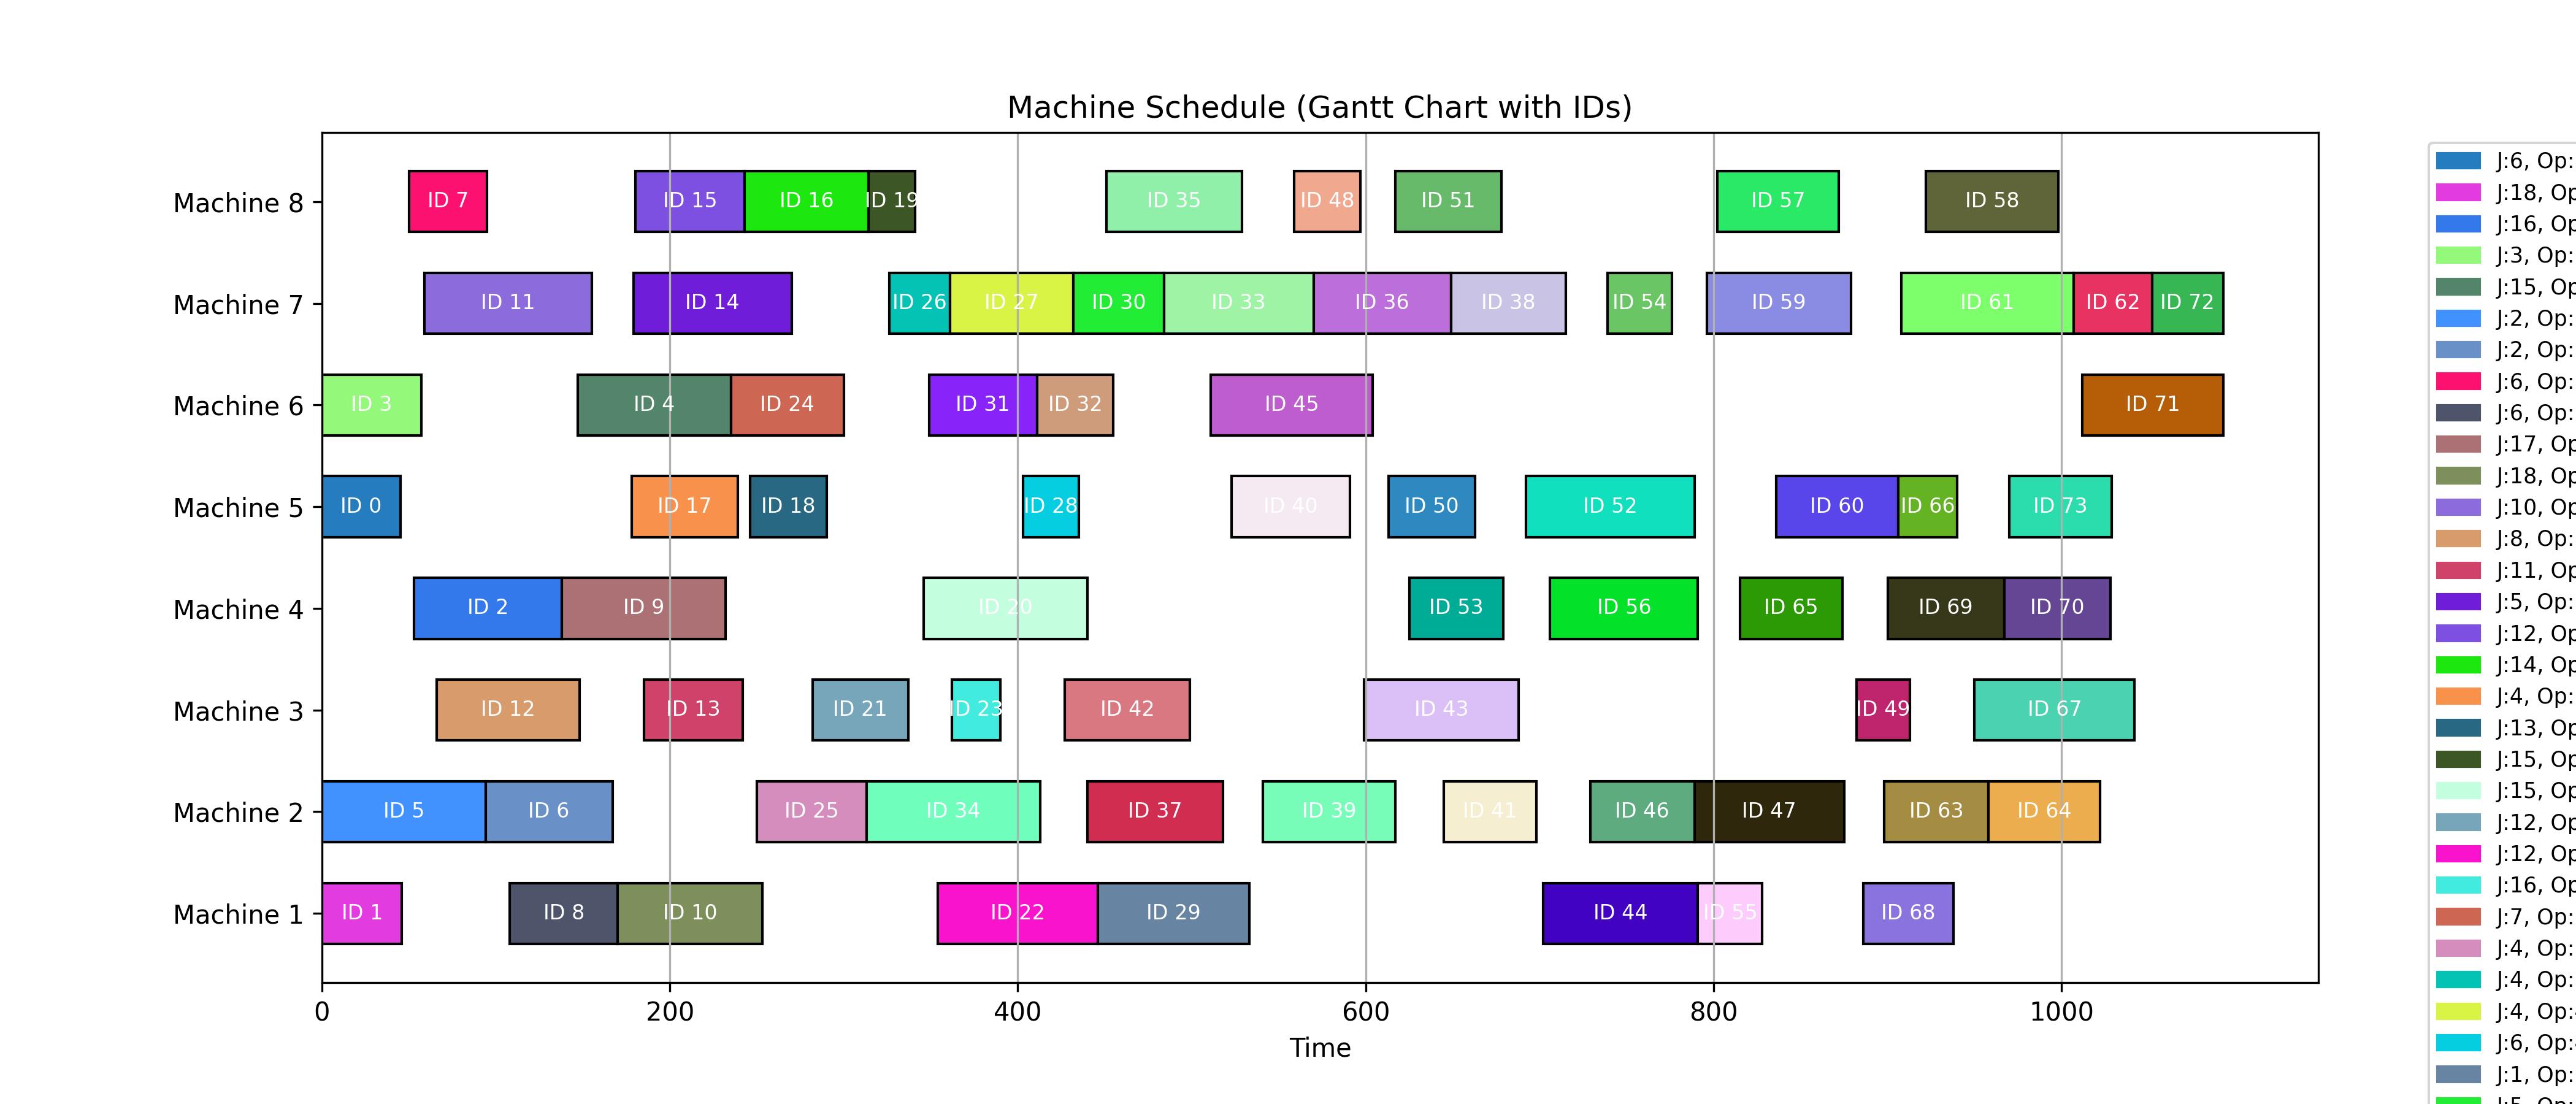 Machine Schedule (Gantt Chart with IDs)
Machine 8
ID 7
ID 15
ID 16
ID 19
ID 35
ID 48
ID 51
ID 57
ID 58
Machine 7
ID 11
ID 14
ID 26
ID 27
ID 30
ID 33
ID 36
ID 38
ID 54
ID 59
ID 61
ID 62
ID 72
Machine 6
ID 3
ID 4
ID 24
ID 31
ID 32
ID 45
ID 71
Machine 5
ID 0
ID 17
ID 18
ID 28
ID 40
ID 50
ID 52
ID 60
ID 66
ID 73
Machine 4
ID 2
ID 9
ID 20
ID 53
ID 56
ID 65
ID 69
ID 70
Machine 3
ID 12
ID 13
ID 21
ID 23
ID 42
ID 43
ID 49
ID 67
Machine 2
ID 5
ID 6
ID 25
ID 34
ID 37
ID 39
ID 41
ID 46
ID 47
ID 63
ID 64
Machine 1
ID 1
ID 8
ID 10
ID 22
ID 29
ID 44
ID 55
ID 68
0
200
400
600
800
1000
Time
J:6, Op:
J:18, Op
J:16, Op
J:3, Op:
J:15, Op
J:2, Op:
J:2, Op:
J:6, Op:
J:6, Op:
J:17, Op
J:18, Op
J:10, Op
J:8, Op:
J:11, Op
J:5, Op:
J:12, Op
J:14, Op
J:4, Op:
J:13, Op
J:15, Op
J:15, Op
J:12, Op
J:12, Op
J:16, Op
J:7, Op:
J:4, Op:
J:4, Op:
J:4, Op:
J:6, Op:
J:1, Op: